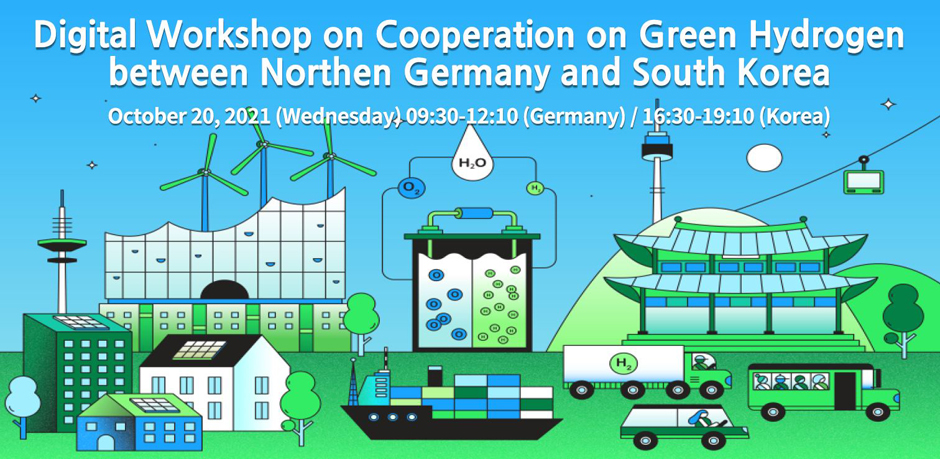 Digital Workshop on Cooperation on Green Hydrogen
between Northen Germany and South Korea
October 20, 2021 (Wednesday) 09:30-12:10 (Germany) / 16:30-19:10 (Korea)
H₂O
O₂
H₂
H₂